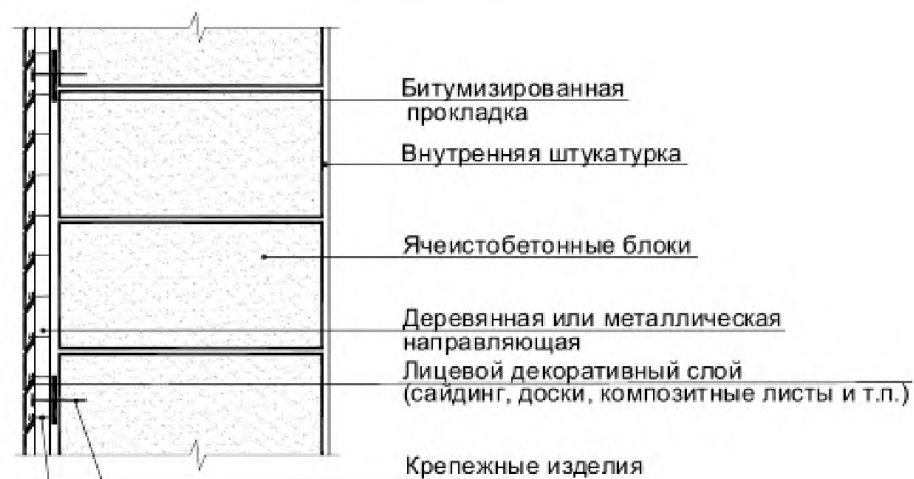 Битумизированная
прокладка
Внутренняя штукатурка
Ячеистобетонные блоки
Деревянная или металлическая
направляющая
Лицевой декоративный слой
(сайдинг, доски, композитные листы и т.п.)
Крепежные изделия